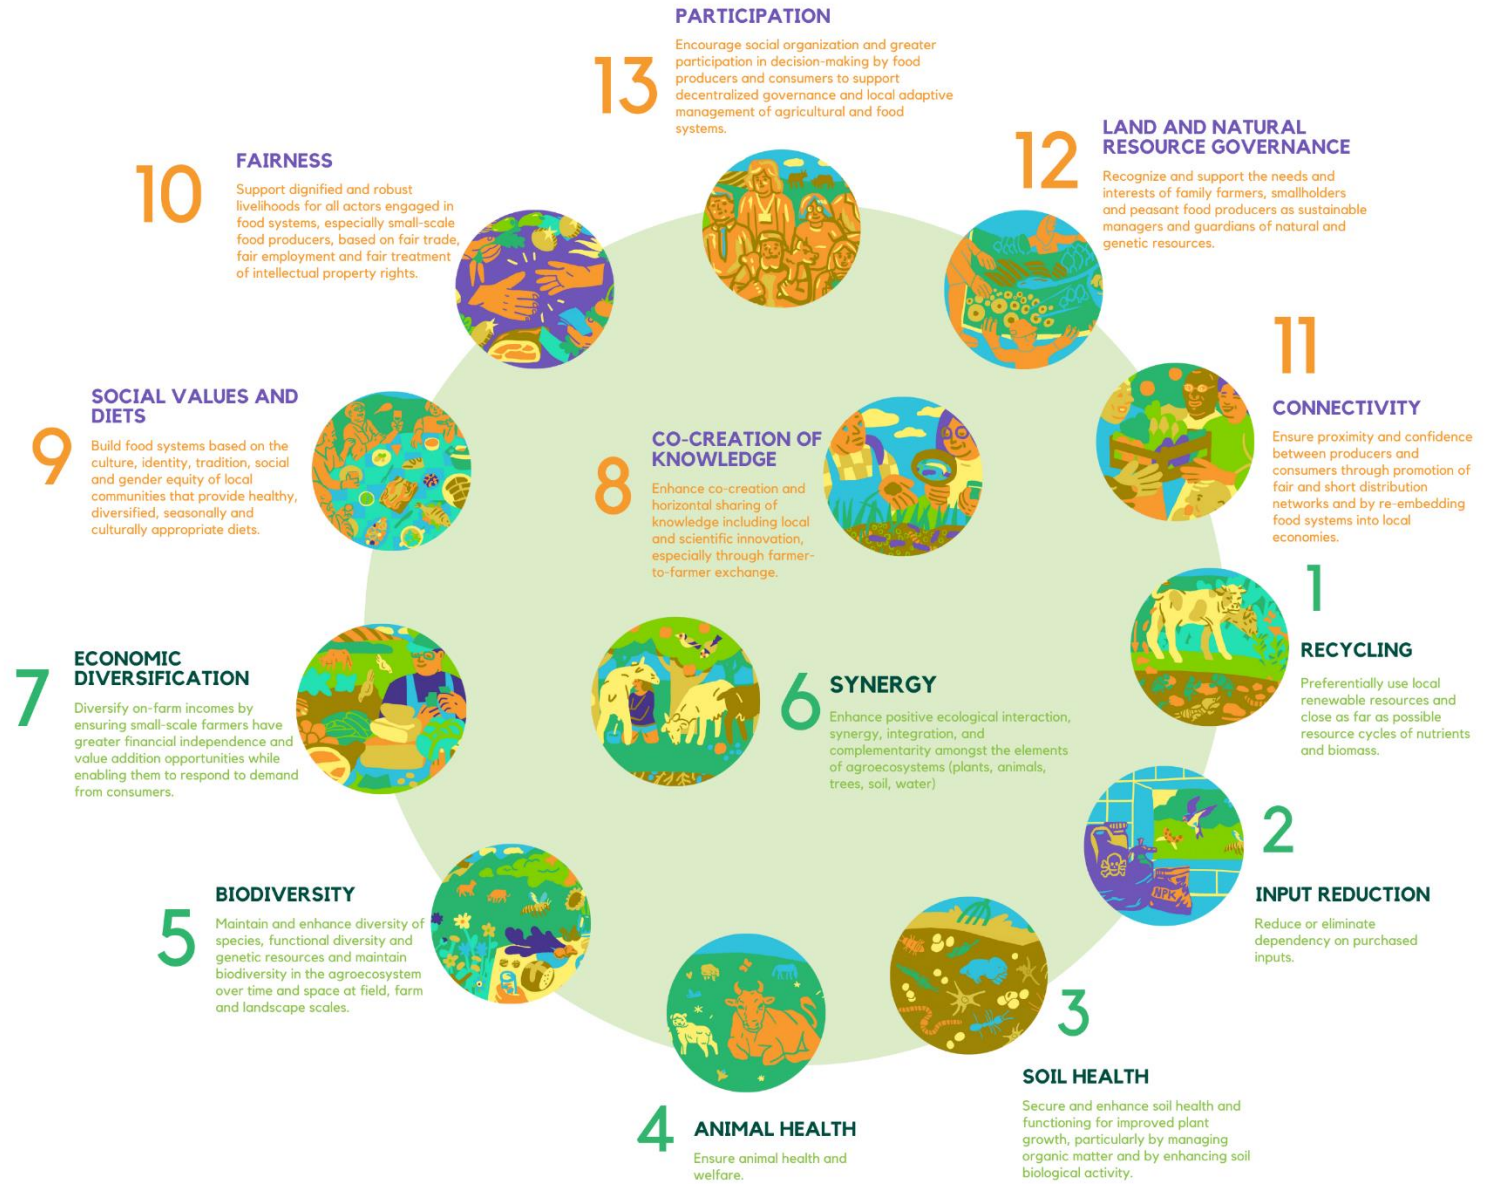 PARTICIPATION
13
Encourage social organization and greater
participation in decision-making by food
producers and consumers to support
decentralized governance and local adaptive
management of agricultural and food
systems.
12
LAND AND NATURAL
RESOURCE GOVERNANCE
Recognize and support the needs and
interests of family farmers, smallholders
and peasant food producers as sustainable
managers and guardians of natural and
genetic resources.
10
FAIRNESS
Support dignified and robust
livelihoods for all actors engaged in
food systems, especially small-scale
food producers, based on fair trade,
fair employment and fair treatment
of intellectual property rights.
11
CONNECTIVITY
Ensure proximity and confidence
between producers and
consumers through promotion of
fair and short distribution
networks and by re-embedding
food systems into local
economies.
9
SOCIAL VALUES AND
DIETS
Build food systems based on the
culture, identity, tradition, social
and gender equity of local
communities that provide healthy,
diversified, seasonally and
culturally appropriate diets.
8
CO-CREATION OF
KNOWLEDGE
Enhance co-creation and
horizontal sharing of
knowledge including local
and scientific innovation,
especially through farmer-
to-farmer exchange.
1
RECYCLING
Preferentially use local
renewable resources and
close as far as possible
resource cycles of nutrients
and biomass.
7
ECONOMIC
DIVERSIFICATION
Diversify on-farm incomes by
ensuring small-scale farmers have
greater financial independence and
value addition opportunities while
enabling them to respond to demand
from consumers.
6
SYNERGY
Enhance positive ecological interaction,
synergy, integration, and
complementarity amongst the elements
of agroecosystems (plants, animals,
trees, soil, water)
2
NPK
INPUT REDUCTION
Reduce or eliminate
dependency on purchased
inputs.
5
BIODIVERSITY
Maintain and enhance diversity of
species, functional diversity and
genetic resources and maintain
biodiversity in the agroecosystem
over time and space at field, farm
and landscape scales.
3
SOIL HEALTH
Secure and enhance soil health and
functioning for improved plant
growth, particularly by managing
organic matter and by enhancing soil
biological activity.
4
ANIMAL HEALTH
Ensure animal health and
welfare.